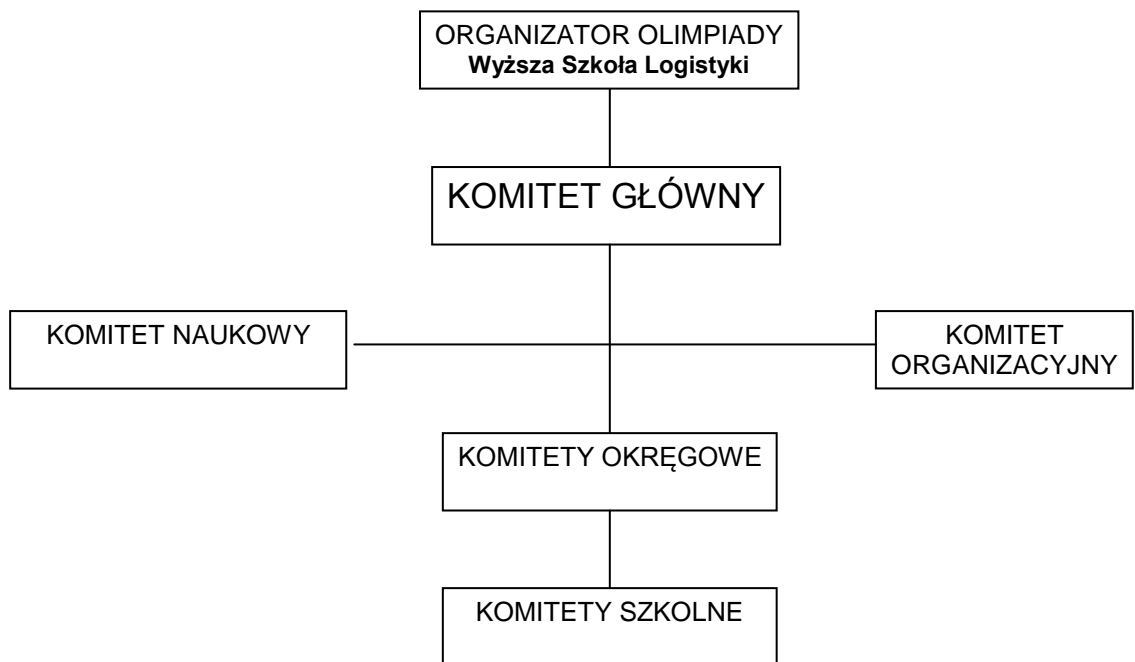 ORGANIZATOR OLIMPIADY
Wyższa Szkoła Logistyki
KOMITET GŁÓWNY
KOMITET NAUKOWY
KOMITET
ORGANIZACYJNY
KOMITETY OKRĘGOWE
KOMITETY SZKOLNE